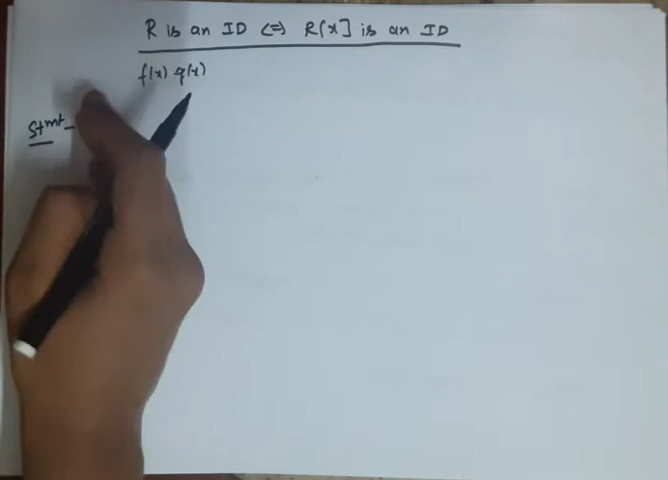 R is an ID <=> R[x] is an ID
f(x) g(x)
Stmt -